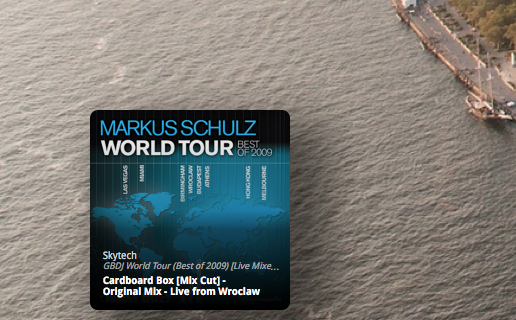 MARKUS SCHULZ
WORLD TOUR BEST OF 2009
LAS VEGAS
MIAMI
BIRMINGHAM
WROCLAW
BUDAPEST
ATHENS
HONG KONG
MELBOURNE
Skytech
GBDJ World Tour (Best of 2009) [Live Mixe...
Cardboard Box [Mix Cut] -
Original Mix - Live from Wroclaw